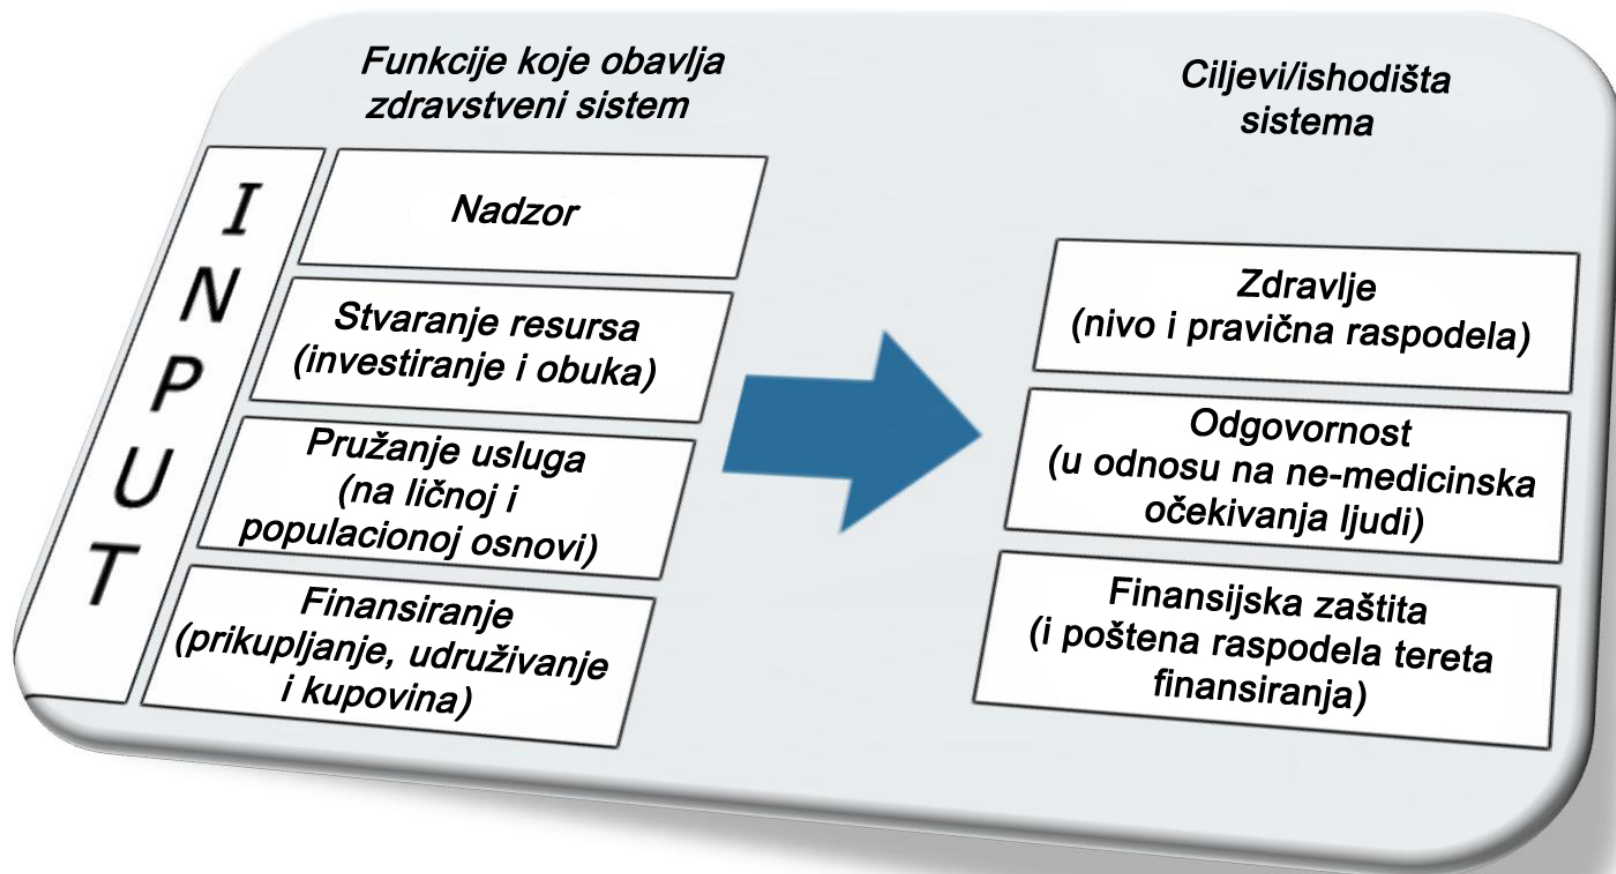 Funkcije koje obavlja
zdravstveni sistem
Ciljevi/ishodišta
sistema
INPUT
Nadzor
Stvaranje resursa
(investiranje i obuka)
Pružanje usluga
(na ličnoj i
populacionoj osnovi)
Finansiranje
(prikupljanje, udruživanje
i kupovina)
Zdravlje
(nivo i pravična raspodela)
Odgovornost
(u odnosu na ne-medicinska
očekivanja ljudi)
Finansijska zaštita
(i poštena raspodela tereta
finansiranja)